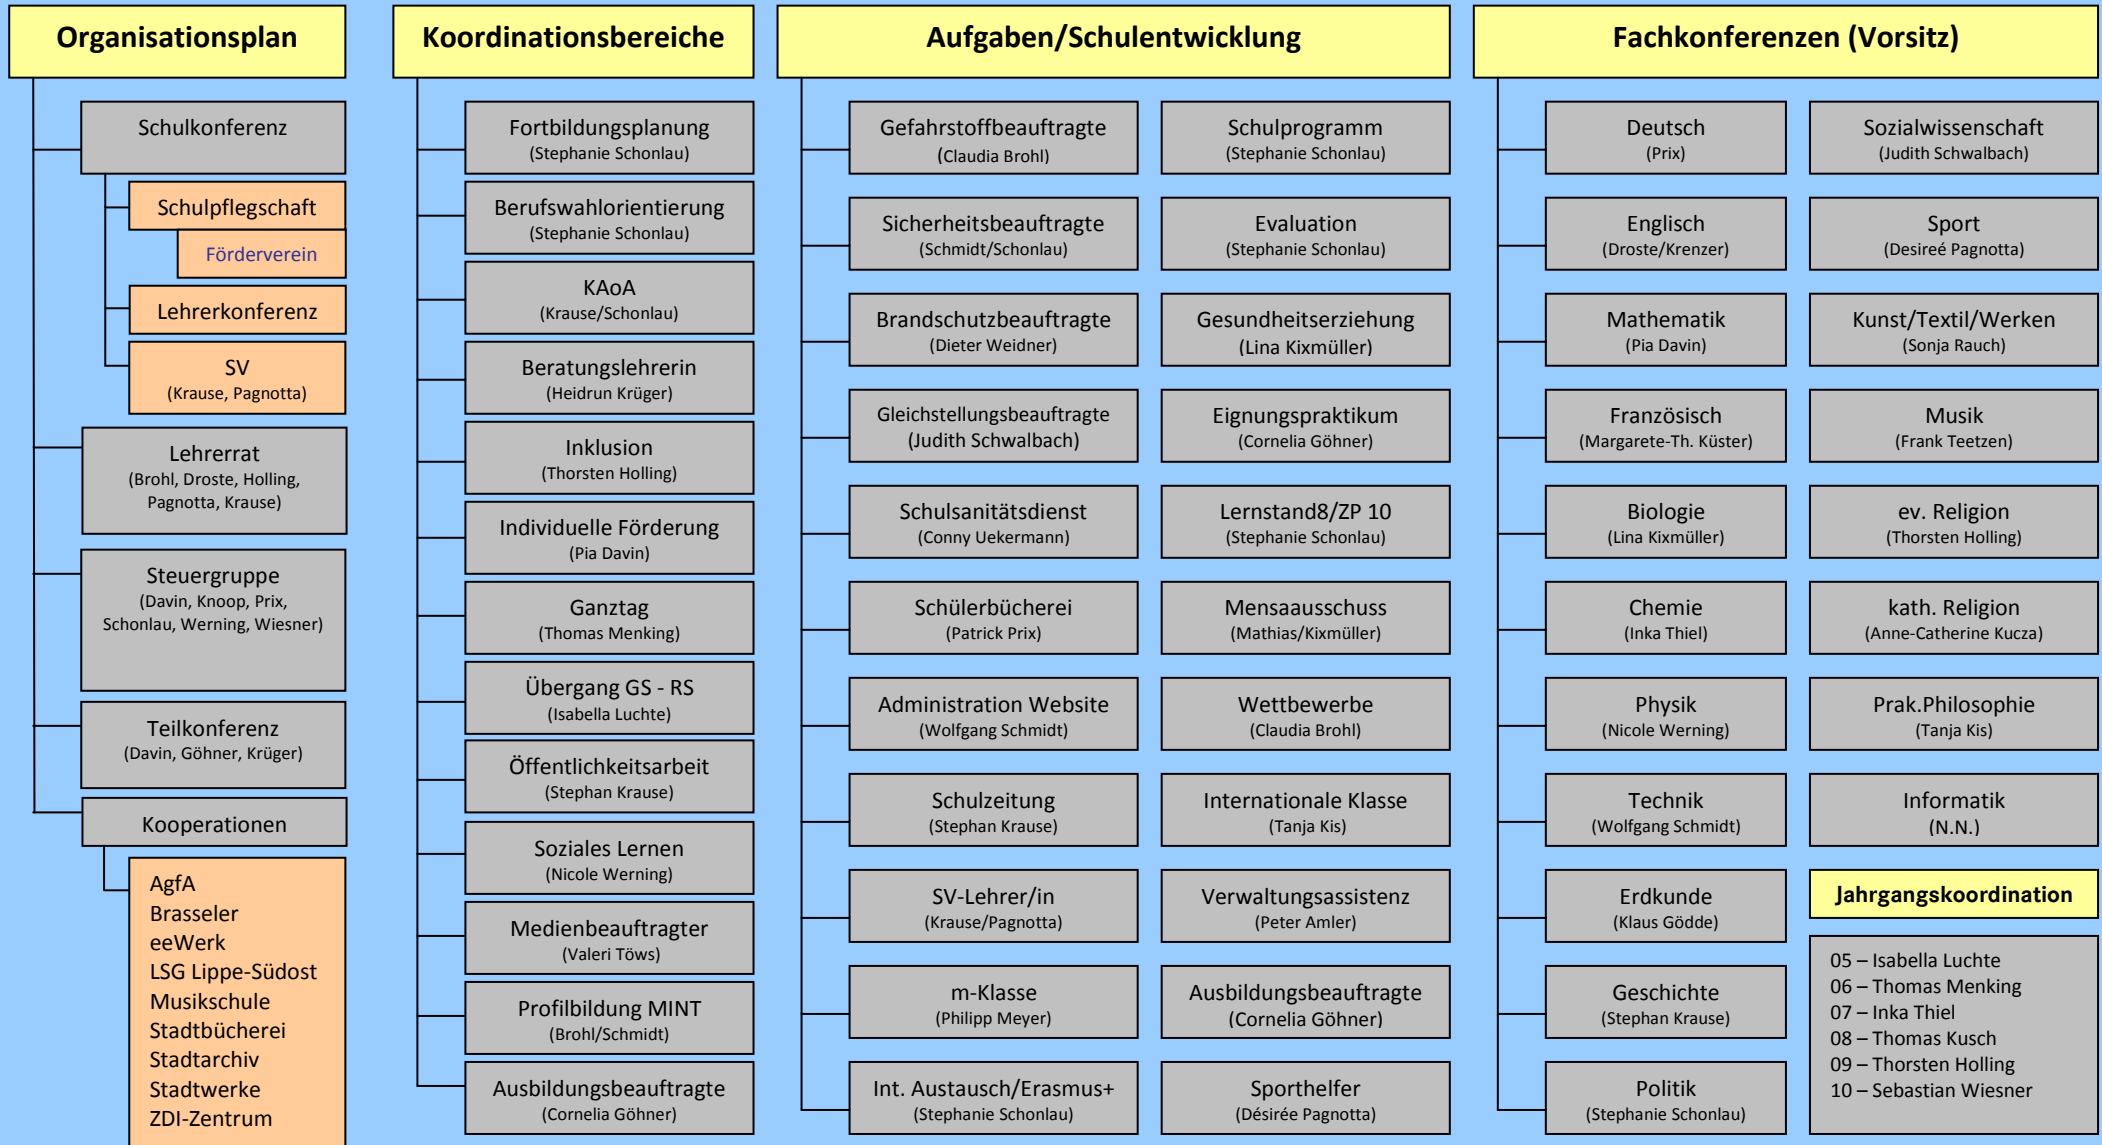 Organisationsplan
Schulkonferenz
Schulpflegschaft
Förderverein
Lehrerkonferenz
SV
(Krause, Pagnotta)
Lehrerrat
(Brohl, Droste, Holling,
Pagnotta, Krause)
Steuergruppe
(Davin, Knoop, Prix,
Schonlau, Werning, Wiesner)
Teilkonferenz
(Davin, Göhner, Krüger)
Kooperationen
AgfA
Brasseler
eeWerk
LSG Lippe-Südost
Musikschule
Stadtbücherei
Stadtarchiv
Stadtwerke
ZDI-Zentrum
Koordinationsbereiche
Fortbildungsplanung
(Stephanie Schonlau)
Berufswahlorientierung
(Stephanie Schonlau)
KAoA
(Krause/Schonlau)
Beratungslehrerin
(Heidrun Krüger)
Inklusion
(Thorsten Holling)
Individuelle Förderung
(Pia Davin)
Ganztag
(Thomas Menking)
Übergang GS - RS
(Isabella Luchte)
Öffentlichkeitsarbeit
(Stephan Krause)
Soziales Lernen
(Nicole Werning)
Medienbeauftragter
(Valeri Töws)
Profilbildung MINT
(Brohl/Schmidt)
Ausbildungsbeauftragte
(Cornelia Göhner)
Aufgaben/Schulentwicklung
Gefahrstoffbeauftragte
(Claudia Brohl)
Sicherheitsbeauftragte
(Schmidt/Schonlau)
Brandschutzbeauftragte
(Dieter Weidner)
Gleichstellungsbeauftragte
(Judith Schwalbach)
Schulsanitätsdienst
(Conny Uekermann)
Schülerbücherei
(Patrick Prix)
Administration Website
(Wolfgang Schmidt)
Schulzeitung
(Stephan Krause)
SV-Lehrer/in
(Krause/Pagnotta)
m-Klasse
(Philipp Meyer)
Int. Austausch/Erasmus+
(Stephanie Schonlau)
Schulprogramm
(Stephanie Schonlau)
Evaluation
(Stephanie Schonlau)
Gesundheitserziehung
(Lina Kixmüller)
Eignungspraktikum
(Cornelia Göhner)
Lernstand8/ZP 10
(Stephanie Schonlau)
Mensaausschuss
(Mathias/Kixmüller)
Wettbewerbe
(Claudia Brohl)
Internationale Klasse
(Tanja Kis)
Verwaltungsassistenz
(Peter Amler)
Ausbildungsbeauftragte
(Cornelia Göhner)
Sporthelfer
(Désirée Pagnotta)
Fachkonferenzen (Vorsitz)
Deutsch
(Prix)
Englisch
(Droste/Krenzer)
Mathematik
(Pia Davin)
Französisch
(Margarete-Th. Küster)
Biologie
(Lina Kixmüller)
Chemie
(Inka Thiel)
Physik
(Nicole Werning)
Technik
(Wolfgang Schmidt)
Erdkunde
(Klaus Gödde)
Geschichte
(Stephan Krause)
Politik
(Stephanie Schonlau)
Sozialwissenschaft
(Judith Schwalbach)
Sport
(Desireé Pagnotta)
Kunst/Textil/Werken
(Sonja Rauch)
Musik
(Frank Teetzen)
ev. Religion
(Thorsten Holling)
kath. Religion
(Anne-Catherine Kucza)
Prak.Philosophie
(Tanja Kis)
Informatik
(N.N.)
Jahrgangskoordination
05 – Isabella Luchte
06 – Thomas Menking
07 – Inka Thiel
08 – Thomas Kusch
09 – Thorsten Holling
10 – Sebastian Wiesner